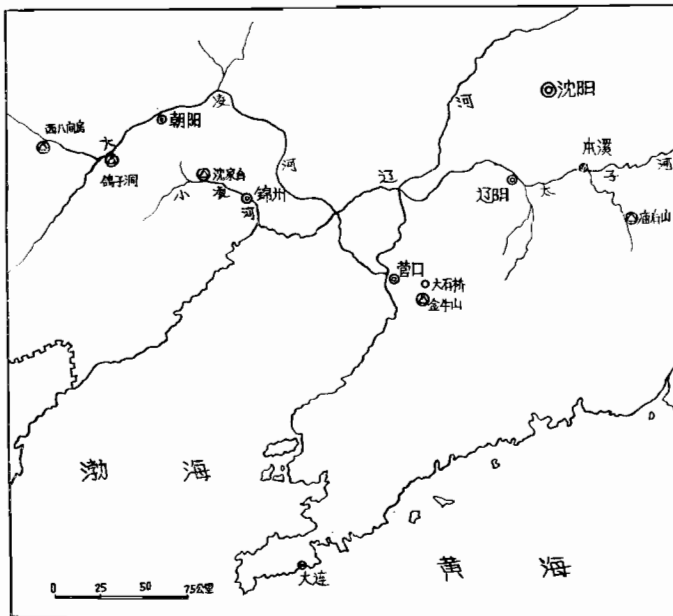 沈阳
凌
河
朝阳
西八间房
大
鸽子洞
本溪
河
沈家台
小
凌
河
錦州
辽
辽阳
太
子
庙后山
营口
大石桥
金牛山
渤海
黄海
大连
0 25 50 75公里